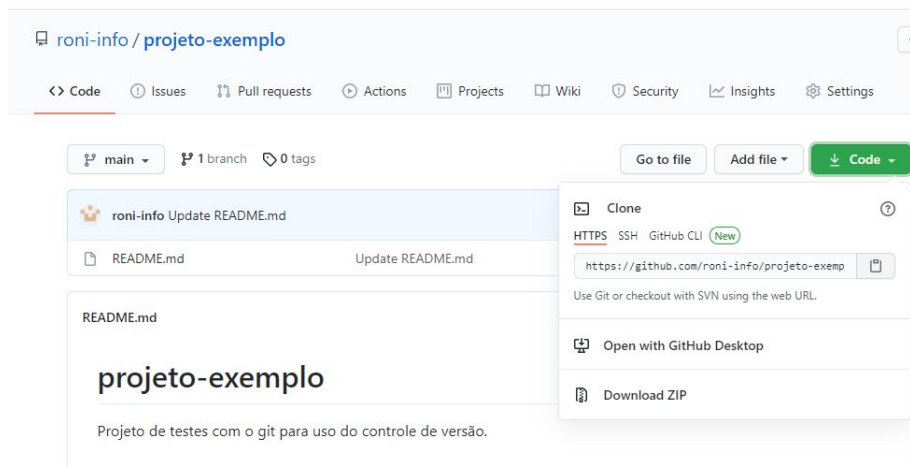 roni-info / projeto-exemplo
<> Code Issues Pull requests Actions Projects Wiki Security Insights Settings
main 1 branch 0 tags Go to file Add file Code
roni-info Update README.md
README.md Update README.md
Clone
HTTPS SSH GitHub CLI New
https://github.com/roni-info/projeto-exemp
Use Git or checkout with SVN using the web URL.
Open with GitHub Desktop
Download ZIP
README.md
projeto-exemplo
Projeto de testes com o git para uso do controle de versão.